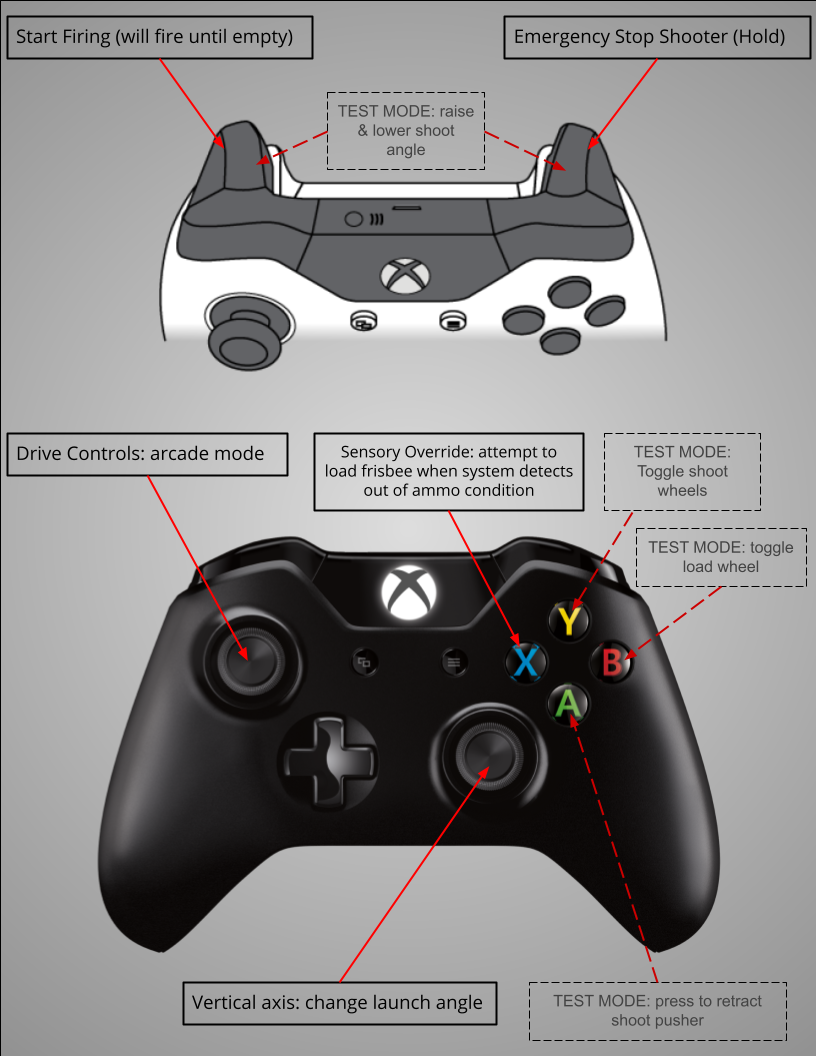 Start Firing (will fire until empty)
Emergency Stop Shooter (Hold)
TEST MODE: raise
& lower shoot
angle
Drive Controls: arcade mode
Sensory Override: attempt to
load frisbee when system detects
out of ammo condition
TEST MODE:
Toggle shoot
wheels
TEST MODE: toggle
load wheel
Y
X
B
A
Vertical axis: change launch angle
TEST MODE: press to retract
shoot pusher